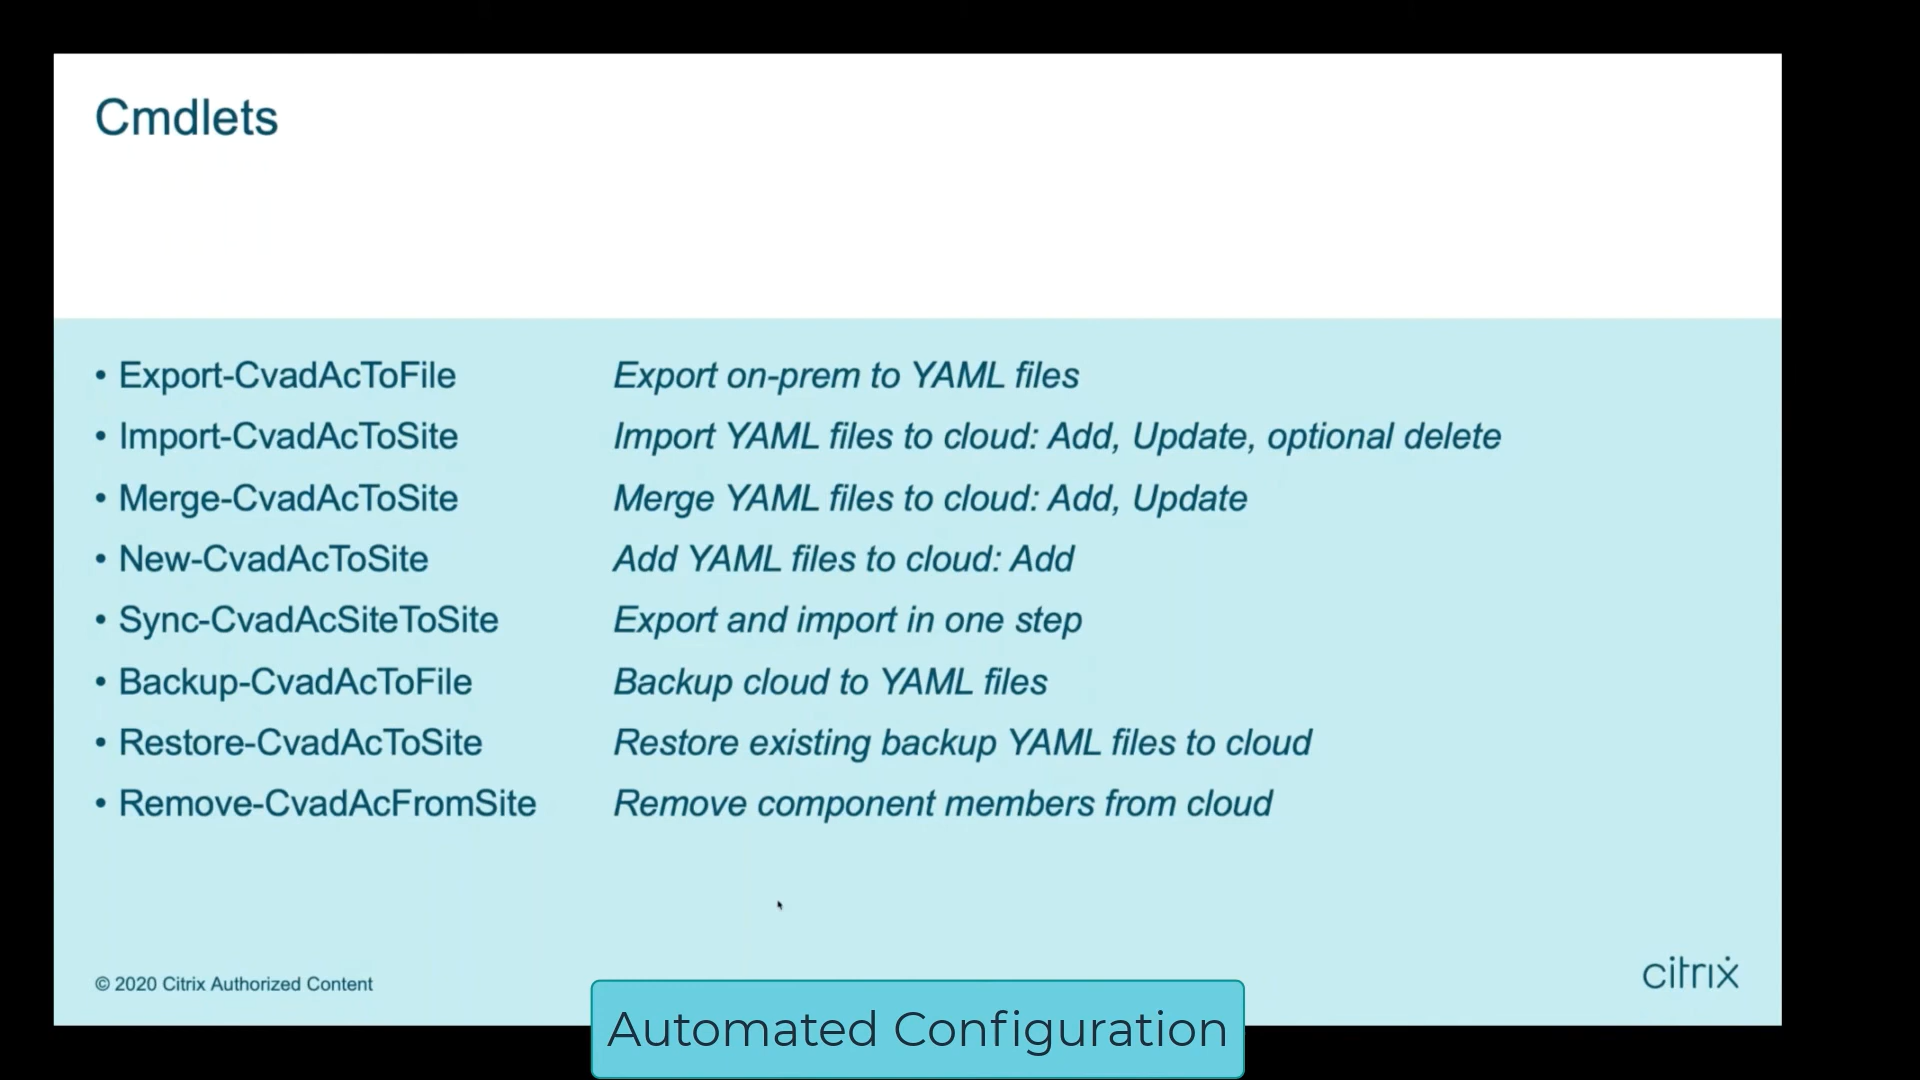 Cmdlets
• Export-CvadAcToFile Export on-prem to YAML files
• Import-CvadAcToSite Import YAML files to cloud: Add, Update, optional delete
• Merge-CvadAcToSite Merge YAML files to cloud: Add, Update
• New-CvadAcToSite Add YAML files to cloud: Add
• Sync-CvadAcSiteToSite Export and import in one step
• Backup-CvadAcToFile Backup cloud to YAML files
• Restore-CvadAcToSite Restore existing backup YAML files to cloud
• Remove-CvadAcFromSite Remove component members from cloud
© 2020 Citrix Authorized Content
citrix
Automated Configuration